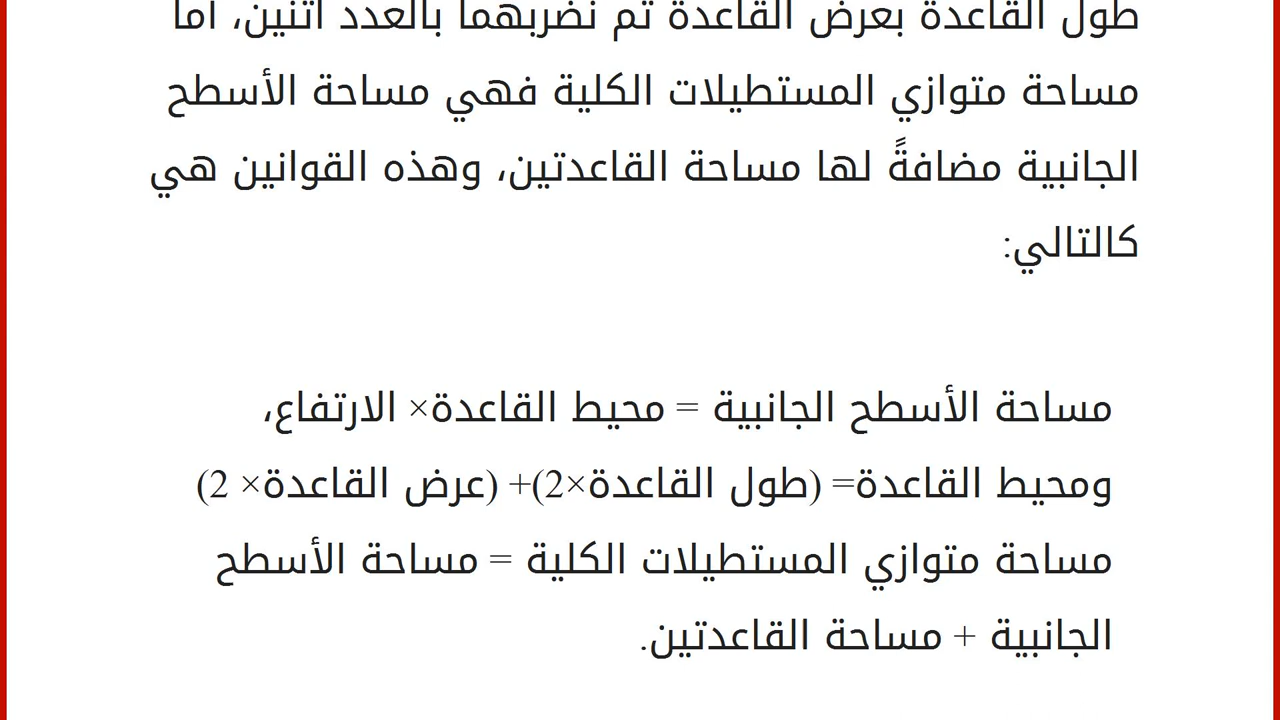 طول القاعدة بعرض القاعدة ثم نضربهما بالعدد اثنين، أما
مساحة متوازي المستطيلات الكلية فهي مساحة الأسطح
الجانبية مضافةً لها مساحة القاعدتين، وهذه القوانين هي
كالتالي:
مساحة الأسطح الجانبية = محيط القاعدة× الارتفاع،
ومحيط القاعدة= (طول القاعدة×2)+ (عرض القاعدة× 2)
مساحة متوازي المستطيلات الكلية = مساحة الأسطح
الجانبية + مساحة القاعدتين.